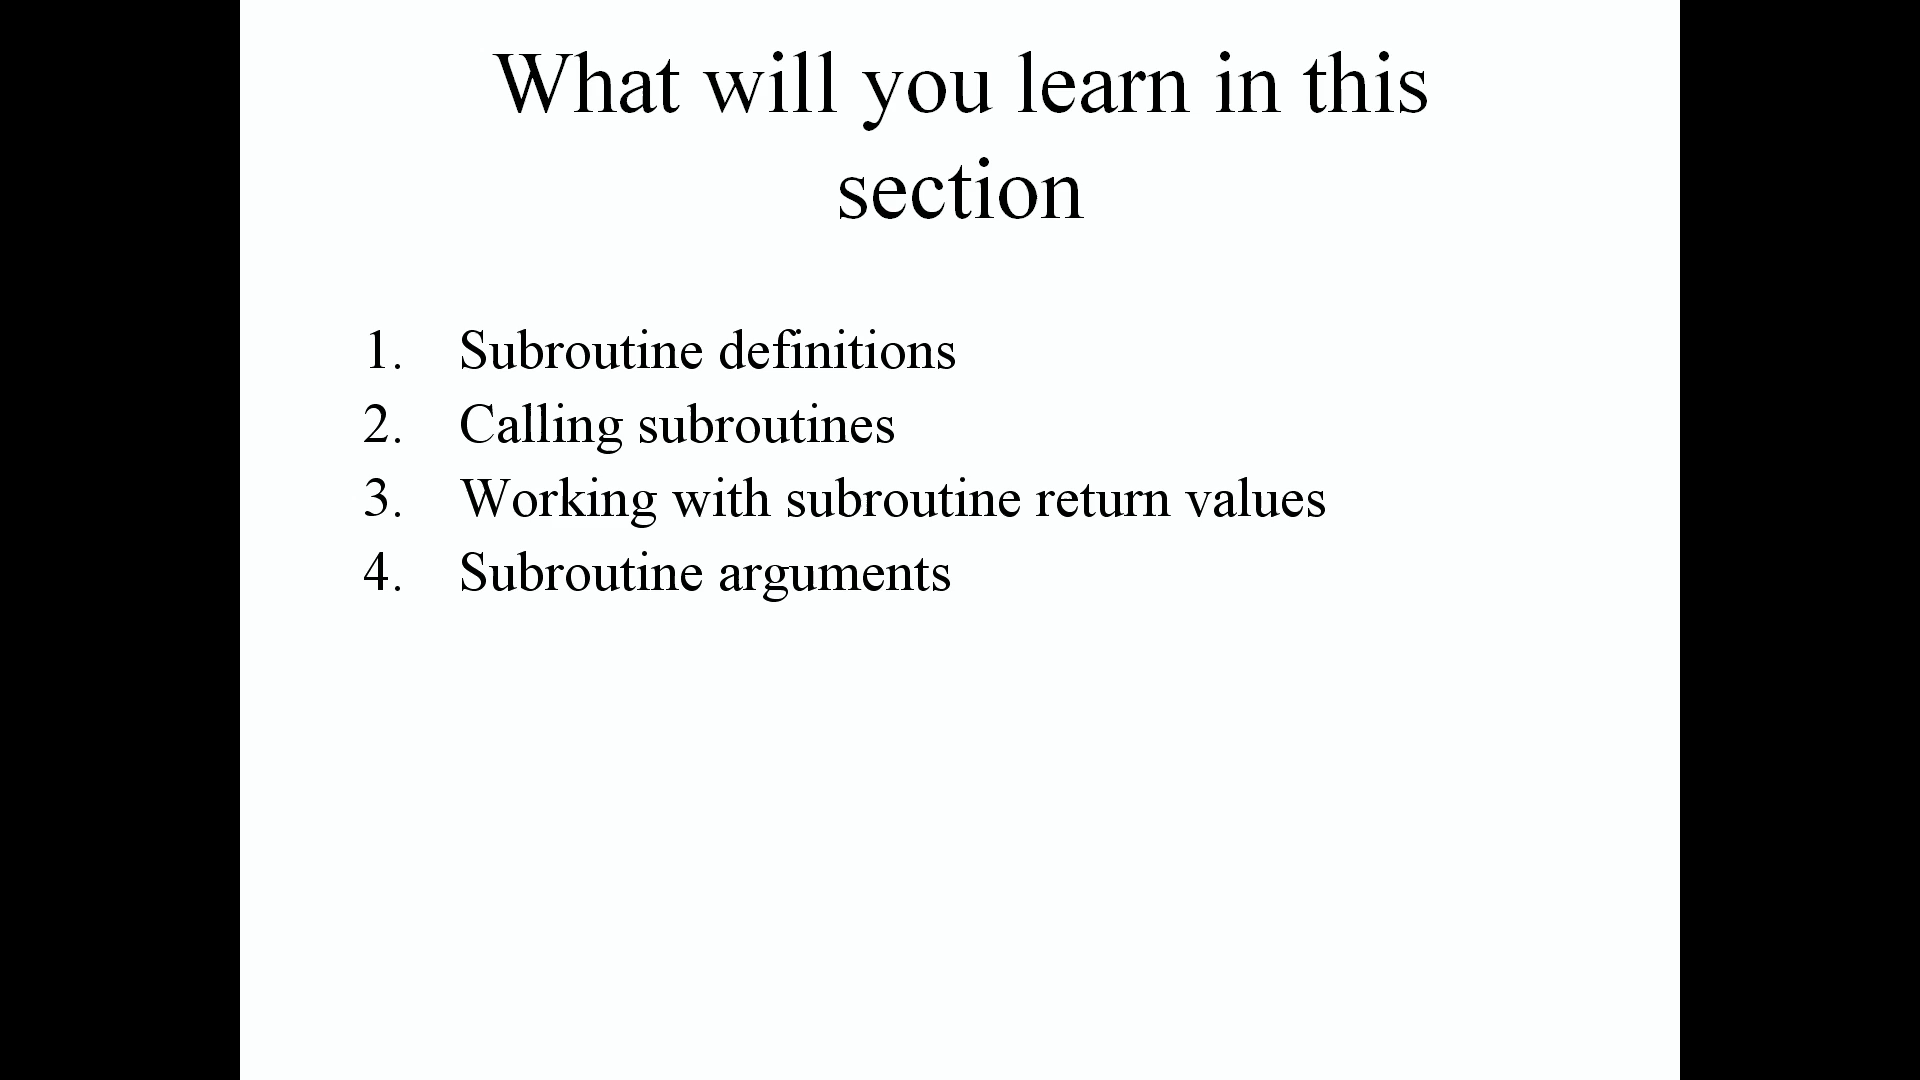 What will you learn in this
section
1. Subroutine definitions
2. Calling subroutines
3. Working with subroutine return values
4. Subroutine arguments